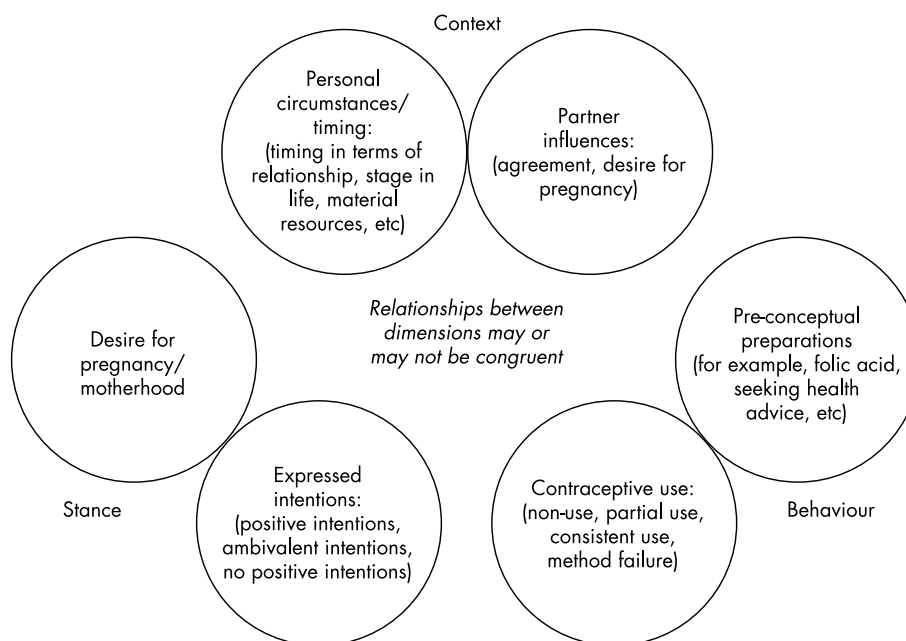 Context
Personal
circumstances/
timing:
(timing in terms of
relationship, stage in
life, material
resources, etc)
Partner
influences:
(agreement, desire for
pregnancy)
Relationships between
dimensions may or
may not be congruent
Desire for
pregnancy/
motherhood
Pre-conceptual
preparations
(for example, folic acid,
seeking health
advice, etc)
Expressed
intentions:
(positive intentions,
ambivalent intentions,
no positive intentions)
Contraceptive use:
(non-use, partial use,
consistent use,
method failure)
Stance
Behaviour